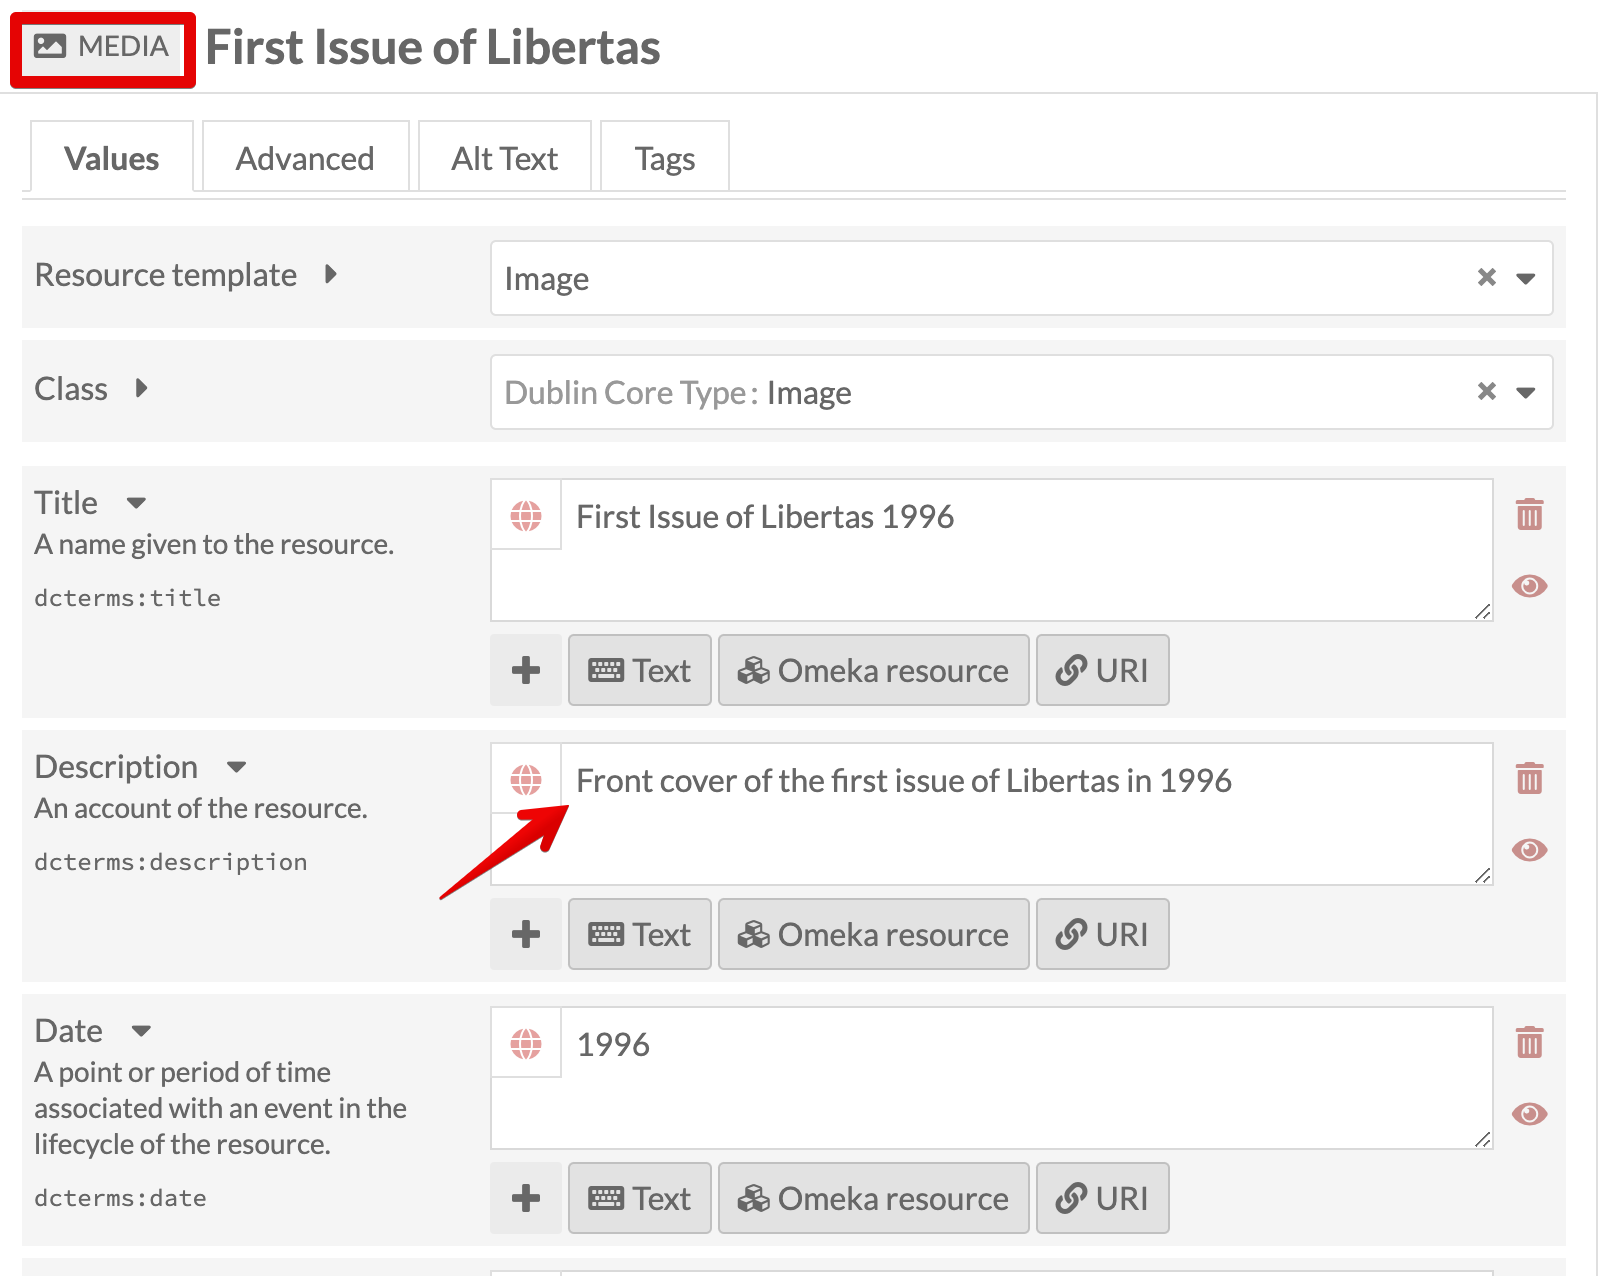 MEDIA First Issue of Libertas
Values Advanced Alt Text Tags
Resource template Image
Class Dublin Core Type: Image
Title
A name given to the resource.
dcterms:title
First Issue of Libertas 1996
Text Omeka resource URI
Description
An account of the resource.
dcterms:description
Front cover of the first issue of Libertas in 1996
Text Omeka resource URI
Date
A point or period of time
associated with an event in the
lifecycle of the resource.
dcterms:date
1996
Text Omeka resource URI